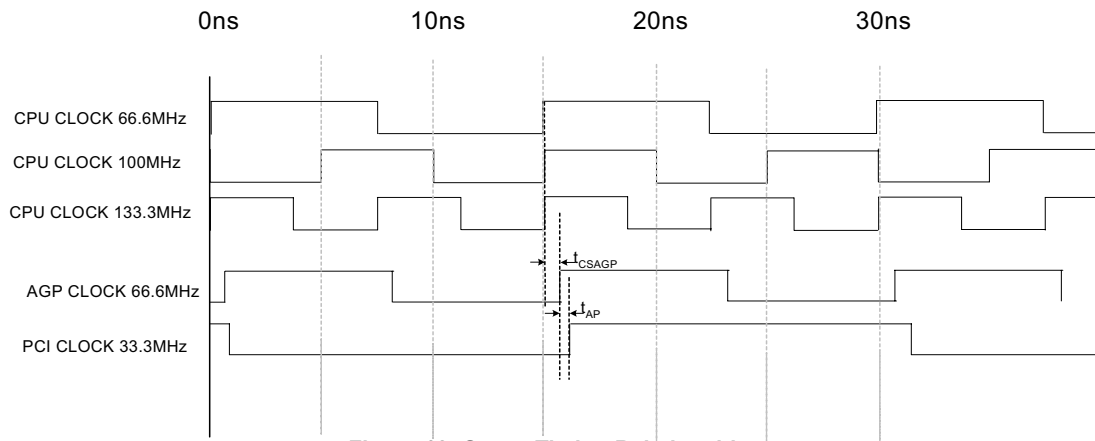 0ns 10ns 20ns 30ns
CPU CLOCK 66.6MHz
CPU CLOCK 100MHz
CPU CLOCK 133.3MHz
tCSAGP
AGP CLOCK 66.6MHz
tAP
PCI CLOCK 33.3MHz